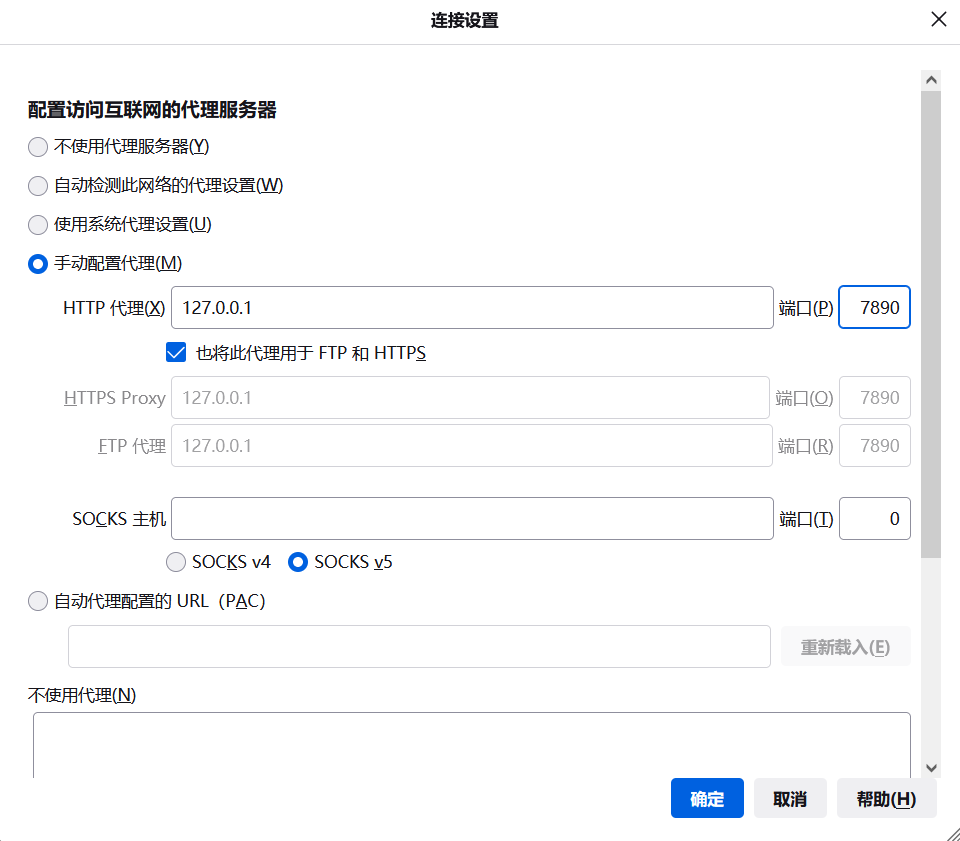 连接设置
配置访问互联网的代理服务器
不使用代理服务器(Y)
自动检测此网络的代理设置(W)
使用系统代理设置(U)
手动配置代理(M)
HTTP 代理(X) 127.0.0.1 端口(P) 7890
也将此代理用于 FTP 和 HTTPS
HTTPS Proxy 127.0.0.1 端口(O) 7890
FTP 代理 127.0.0.1 端口(R) 7890
SOCKS 主机 端口(T) 0
SOCKS v4 SOCKS v5
自动代理配置的 URL（PAC）
重新载入(E)
不使用代理(N)
确定 取消 帮助(H)